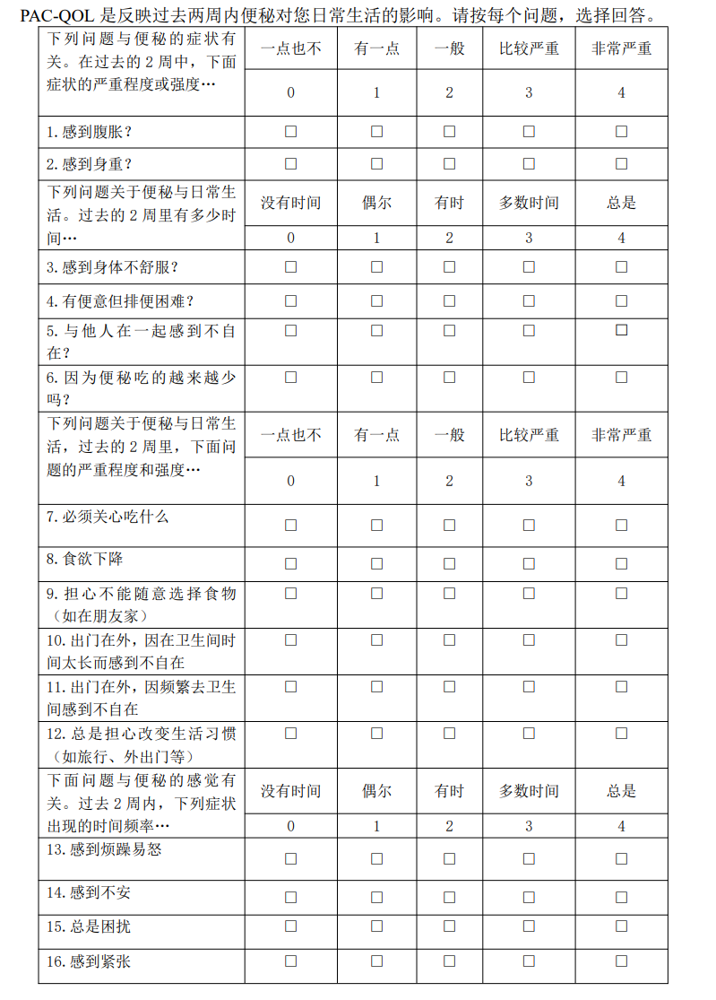 PAC-QOL 是反映过去两周内便秘对您日常生活的影响。请按每个问题，选择回答。
下列问题与便秘的症状有
关。在过去的 2 周中，下面
症状的严重程度或强度…
一点也不 有一点 一般 比较严重 非常严重
0 1 2 3 4
1.感到腹胀？ □ □ □ □ □
2.感到身重？ □ □ □ □ □
下列问题关于便秘与日常生
活。过去的 2 周里有多少时
间…
没有时间 偶尔 有时 多数时间 总是
0 1 2 3 4
3.感到身体不舒服？ □ □ □ □ □
4.有便意但排便困难？ □ □ □ □ □
5.与他人在一起感到不自 □ □ □ □ □
在？
6.因为便秘吃的越来越少 □ □ □ □ □
吗？
下列问题关于便秘与日常生
活，过去的 2 周里，下面问
题的严重程度和强度…
一点也不 有一点 一般 比较严重 非常严重
0 1 2 3 4
7.必须关心吃什么 □ □ □ □ □
8.食欲下降 □ □ □ □ □
9.担心不能随意选择食物 □ □ □ □ □
（如在朋友家）
10.出门在外，因在卫生间时 □ □ □ □ □
间太长而感到不自在
11.出门在外，因频繁去卫生 □ □ □ □ □
间感到不自在
12.总是担心改变生活习惯 □ □ □ □ □
（如旅行、外出门等）
下面问题与便秘的感觉有
关。过去 2 周内，下列症状
出现的时间频率…
没有时间 偶尔 有时 多数时间 总是
0 1 2 3 4
13.感到烦躁易怒 □ □ □ □ □
14.感到不安 □ □ □ □ □
15.总是困扰 □ □ □ □ □
16.感到紧张 □ □ □ □ □